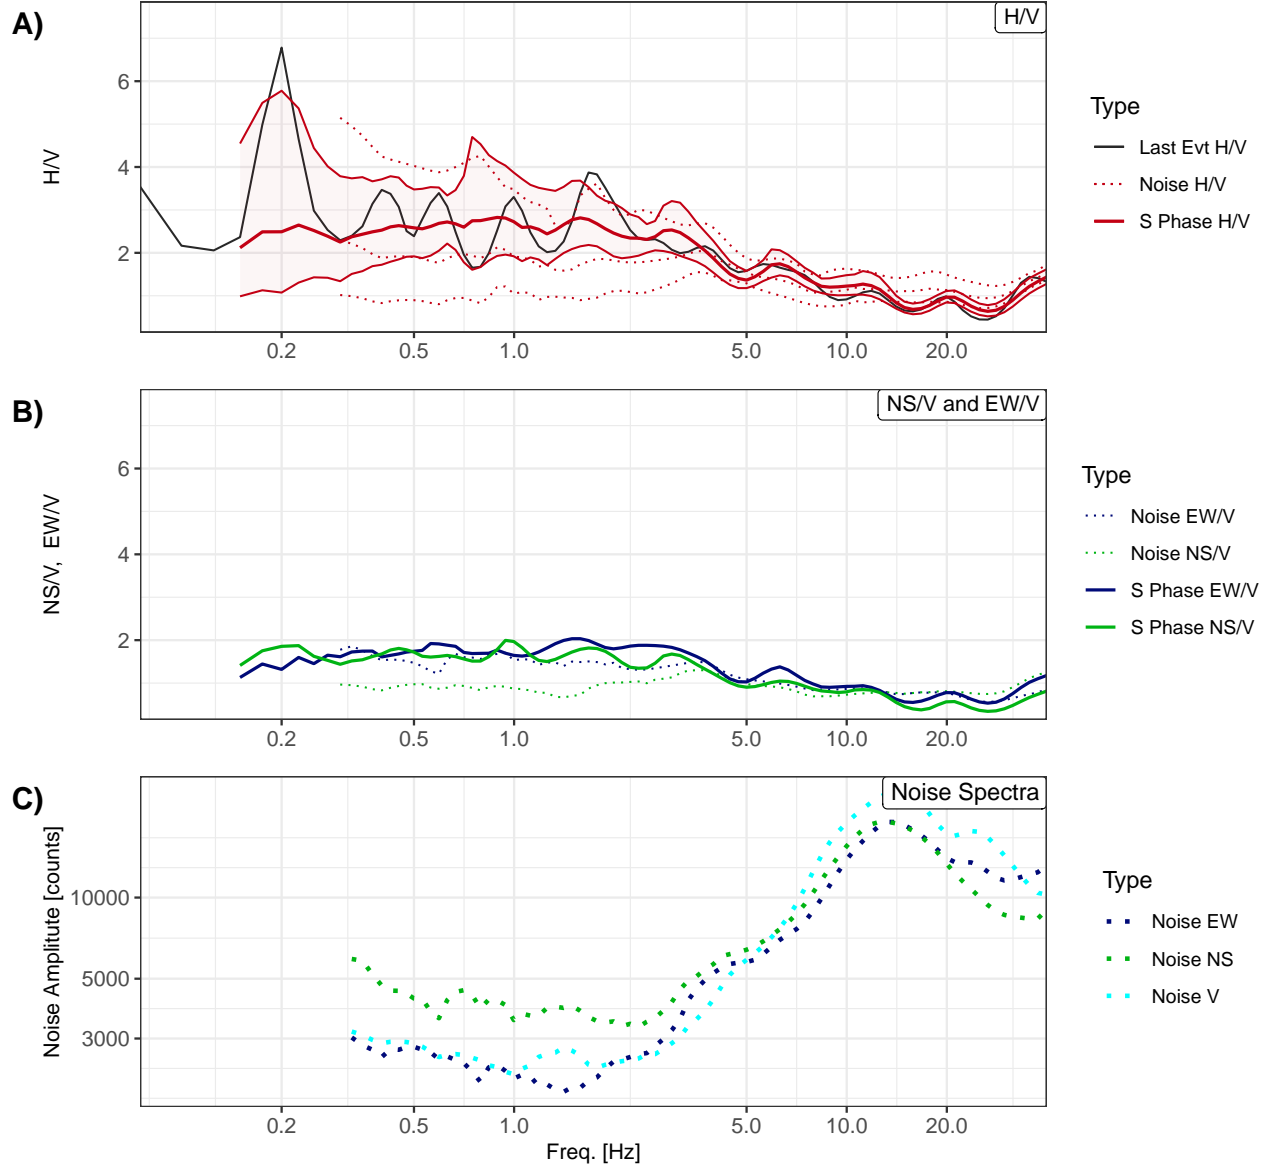 A)
H/V
H/V
6
4
2
0.2 0.5 1.0 5.0 10.0 20.0
Type
Last Evt H/V
Noise H/V
S Phase H/V
B)
NS/V and EW/V
NS/V,  EW/V
6
4
2
0.2 0.5 1.0 5.0 10.0 20.0
Type
Noise EW/V
Noise NS/V
S Phase EW/V
S Phase NS/V
C)
Noise Spectra
Noise Amplitute [counts]
10000
5000
3000
0.2 0.5 1.0 5.0 10.0 20.0
Freq. [Hz]
Type
Noise EW
Noise NS
Noise V